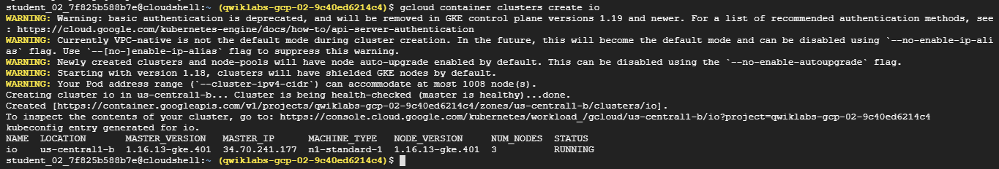 student_02_7f825b588b7e@cloudshell:~ (qwiklabs-gcp-02-9c40ed6214c4)$ gcloud container clusters create io
WARNING: Warning: basic authentication is deprecated, and will be removed in GKE control plane versions 1.19 and newer. For a list of recommended authentication methods, see
: https://cloud.google.com/kubernetes-engine/docs/how-to/api-server-authentication
WARNING: Currently VPC-native is not the default mode during cluster creation. In the future, this will become the default mode and can be disabled using `--no-enable-ip-ali
as` flag. Use `--[no-]enable-ip-alias` flag to suppress this warning.
WARNING: Newly created clusters and node-pools will have node auto-upgrade enabled by default. This can be disabled using the `--no-enable-autoupgrade` flag.
WARNING: Starting with version 1.18, clusters will have shielded GKE nodes by default.
WARNING: Your Pod address range (`--cluster-ipv4-cidr`) can accommodate at most 1008 node(s).
Creating cluster io in us-central1-b... Cluster is being health-checked (master is healthy)...done.
Created [https://container.googleapis.com/v1/projects/qwiklabs-gcp-02-9c40ed6214c4/zones/us-central1-b/clusters/io].
To inspect the contents of your cluster, go to: https://console.cloud.google.com/kubernetes/workload_/gcloud/us-central1-b/io?project=qwiklabs-gcp-02-9c40ed6214c4
kubeconfig entry generated for io.
NAME  LOCATION       MASTER_VERSION   MASTER_IP      MACHINE_TYPE   NODE_VERSION     NUM_NODES  STATUS
io    us-central1-b  1.16.13-gke.401  34.70.241.177  n1-standard-1  1.16.13-gke.401  3          RUNNING
student_02_7f825b588b7e@cloudshell:~ (qwiklabs-gcp-02-9c40ed6214c4)$